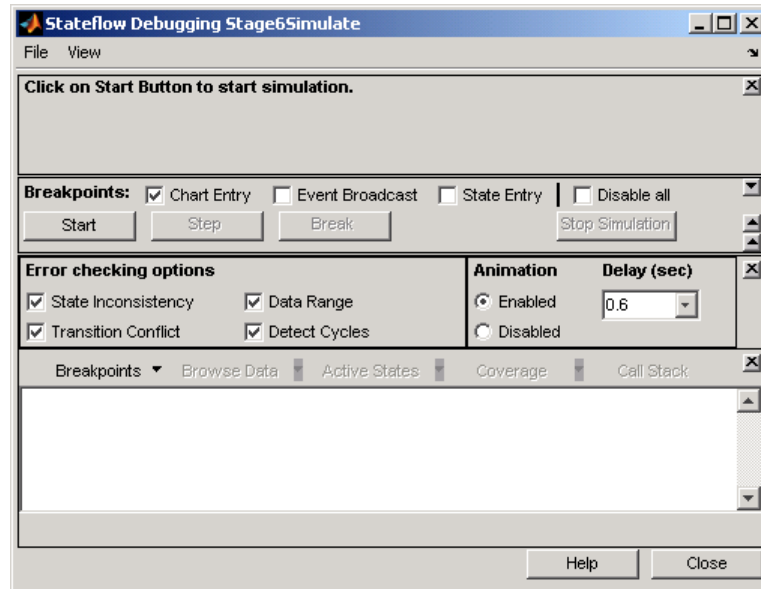 Stateflow Debugging Stage6Simulate
File View
Click on Start Button to start simulation.
Breakpoints: Chart Entry Event Broadcast State Entry Disable all
Start Step Break Stop Simulation
Error checking options Animation Delay (sec)
State Inconsistency Data Range Enabled 0.6
Transition Conflict Detect Cycles Disabled
Breakpoints Browse Data Active States Coverage Call Stack
Help Close